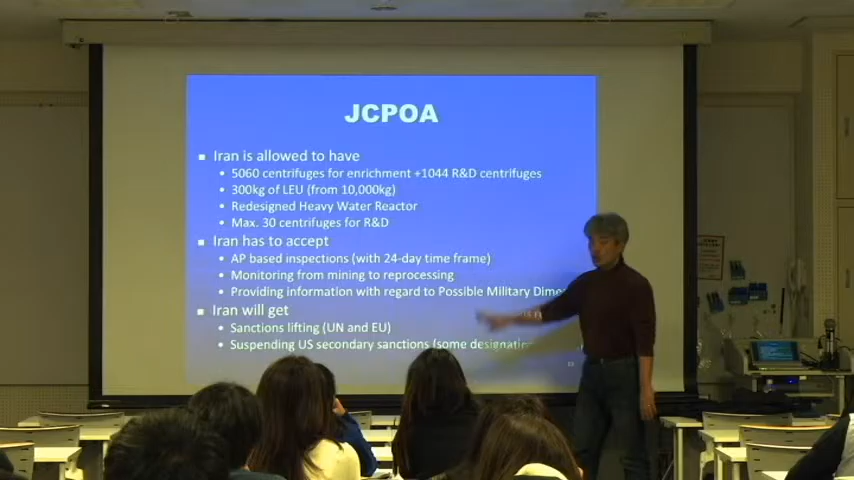 JCPOA
▪ Iran is allowed to have
• 5060 centrifuges for enrichment +1044 R&D centrifuges
• 300kg of LEU (from 10,000kg)
• Redesigned Heavy Water Reactor
• Max. 30 centrifuges for R&D
▪ Iran has to accept
• AP based inspections (with 24-day time frame)
• Monitoring from mining to reprocessing
• Providing information with regard to Possible Military
▪ Iran will get
• Sanctions lifting (UN and EU)
• Suspending US secondary sanctions (some